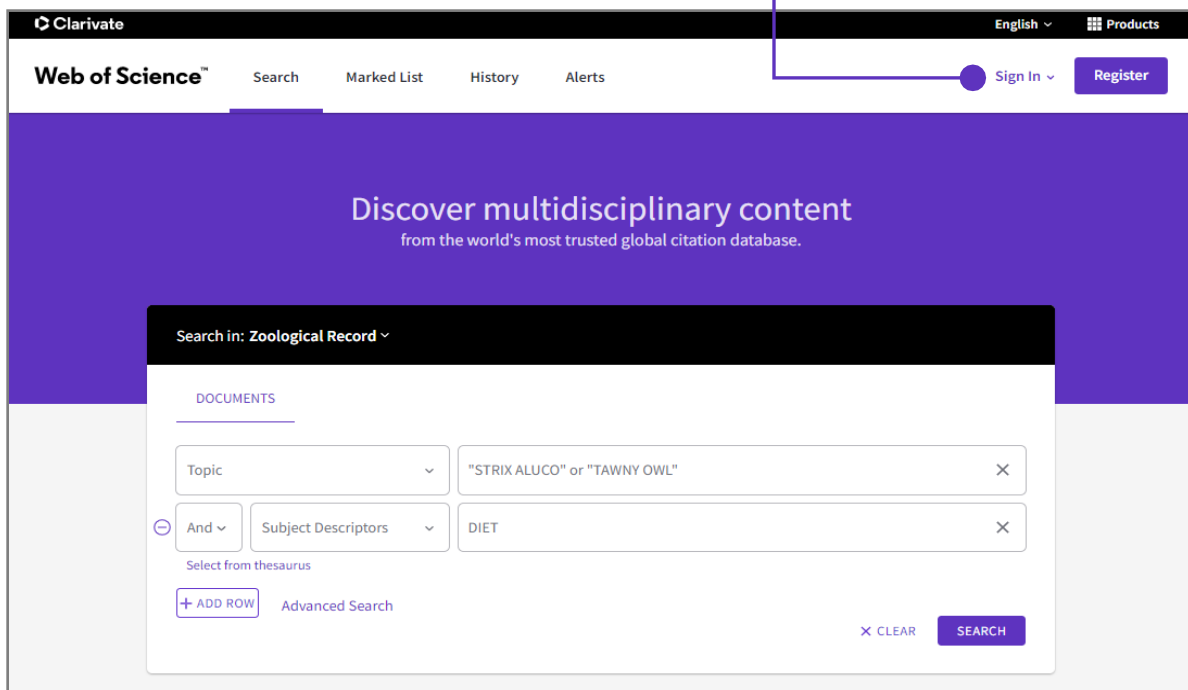 Clarivate English Products
Web of Science™ Search Marked List History Alerts Sign In Register
Discover multidisciplinary content
from the world's most trusted global citation database.
Search in: Zoological Record
DOCUMENTS
Topic "STRIX ALUCO" or "TAWNY OWL"
And Subject Descriptors DIET
Select from thesaurus
+ ADD ROW Advanced Search
× CLEAR SEARCH